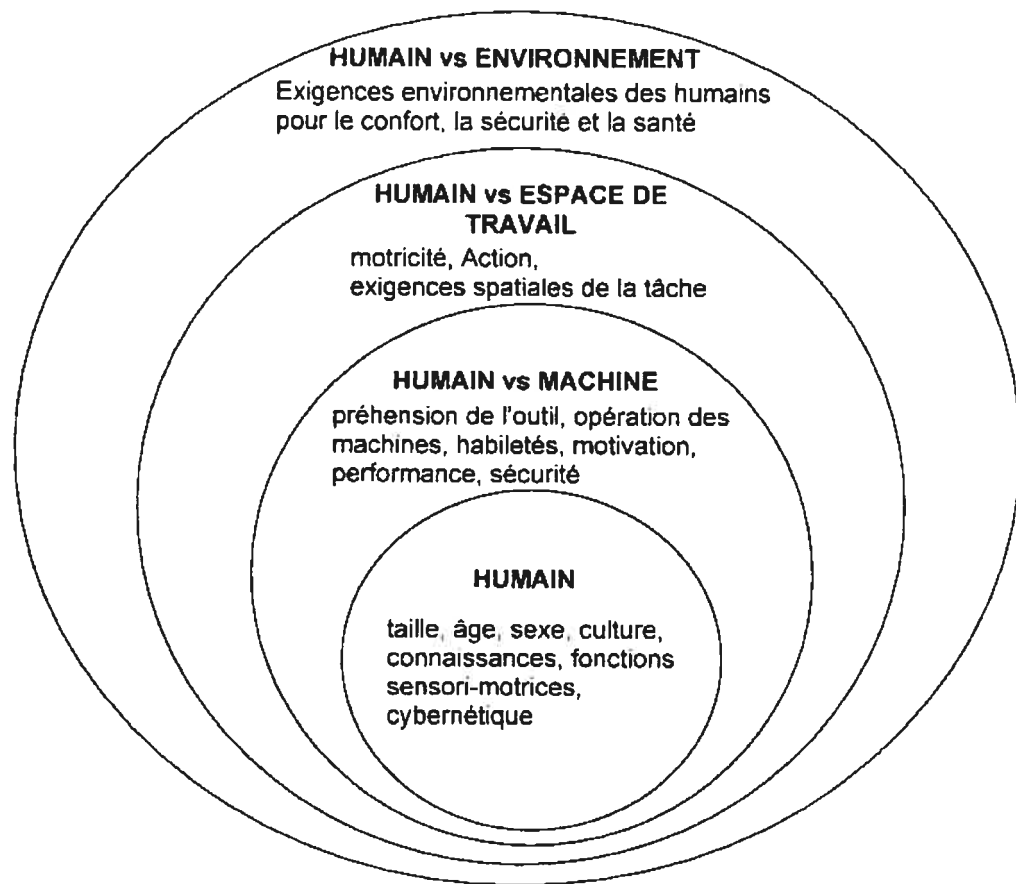 HUMAIN vs ENVIRONNEMENT
Exigences environnementales des humains
pour le confort, la sécurité et la santé
HUMAIN vs ESPACE DE
TRAVAIL
motricité, Action,
exigences spatiales de la tâche
HUMAIN vs MACHINE
préhension de l'outil, opération des
machines, habiletés, motivation,
performance, sécurité
HUMAIN
taille, âge, sexe, culture,
connaissances, fonctions
sensori-motrices,
cybernétique